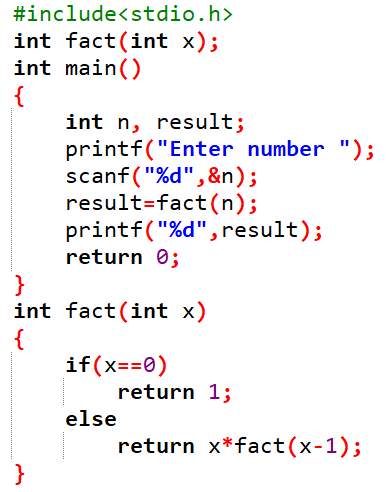 #include<stdio.h>
int fact(int x);
int main()
{
    int n, result;
    printf("Enter number ");
    scanf("%d",&n);
    result=fact(n);
    printf("%d",result);
    return 0;
}
int fact(int x)
{
    if(x==0)
        return 1;
    else
        return x*fact(x-1);
}